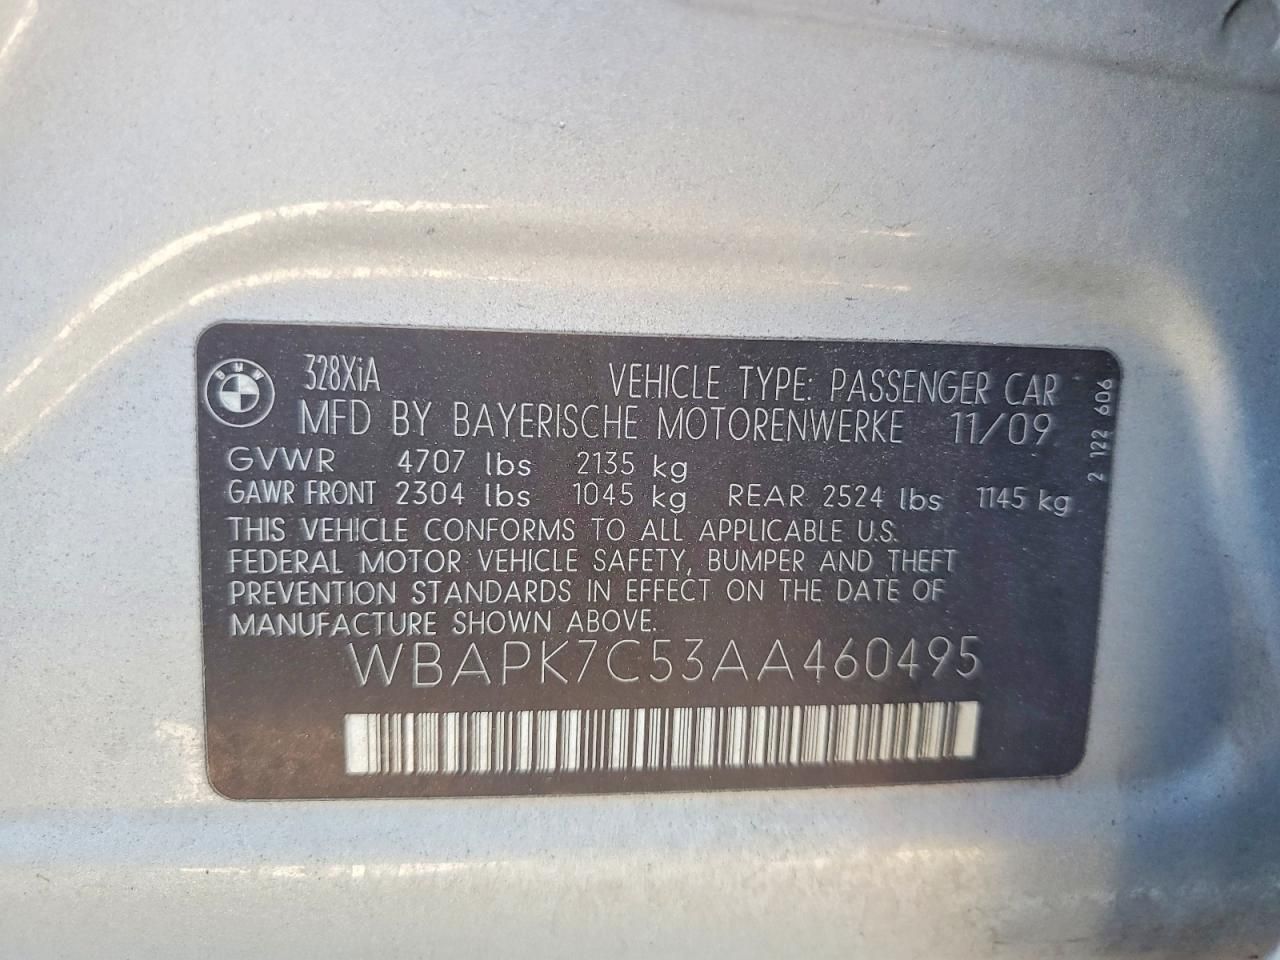 BMW
328XiA VEHICLE TYPE: PASSENGER CAR
MFD BY BAYERISCHE MOTORENWERKE 11/09
GVWR 4707 lbs 2135 kg
GAWR FRONT 2304 lbs 1045 kg REAR 2524 lbs 1145 kg
THIS VEHICLE CONFORMS TO ALL APPLICABLE U.S.
FEDERAL MOTOR VEHICLE SAFETY, BUMPER AND THEFT
PREVENTION STANDARDS IN EFFECT ON THE DATE OF
MANUFACTURE SHOWN ABOVE.
WBAPK7C53AA460495
2 122 606